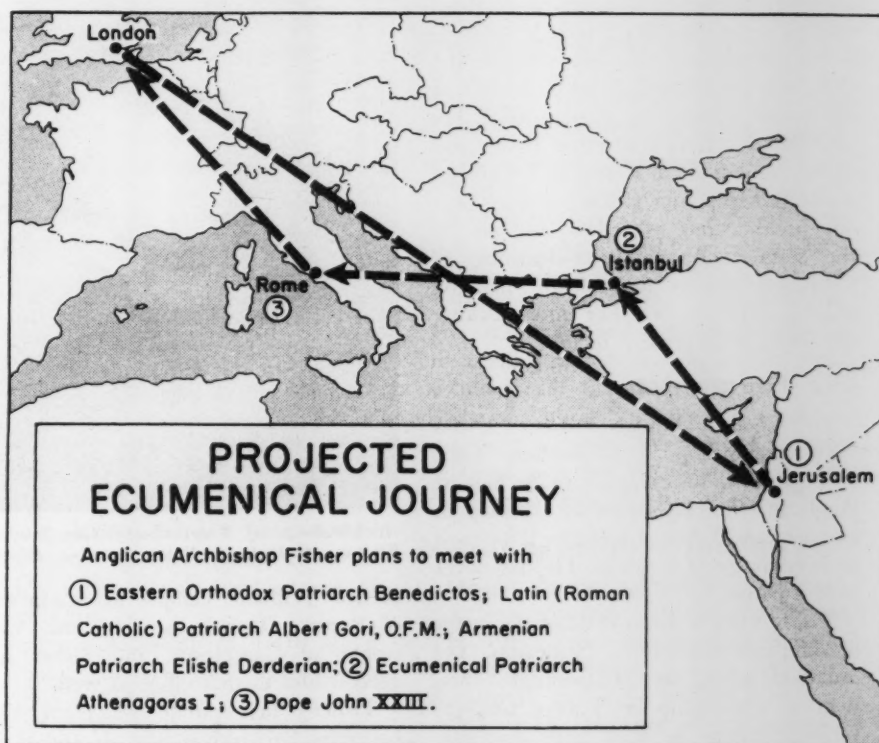 London
②
Istanbul
Rome
③
①
Jerusalem
PROJECTED
ECUMENICAL JOURNEY
Anglican Archbishop Fisher plans to meet with
① Eastern Orthodox Patriarch Benedictos; Latin (Roman
Catholic) Patriarch Albert Gori, O.F.M.; Armenian
Patriarch Elishe Derderian; ② Ecumenical Patriarch
Athenagoras I; ③ Pope John XXIII.